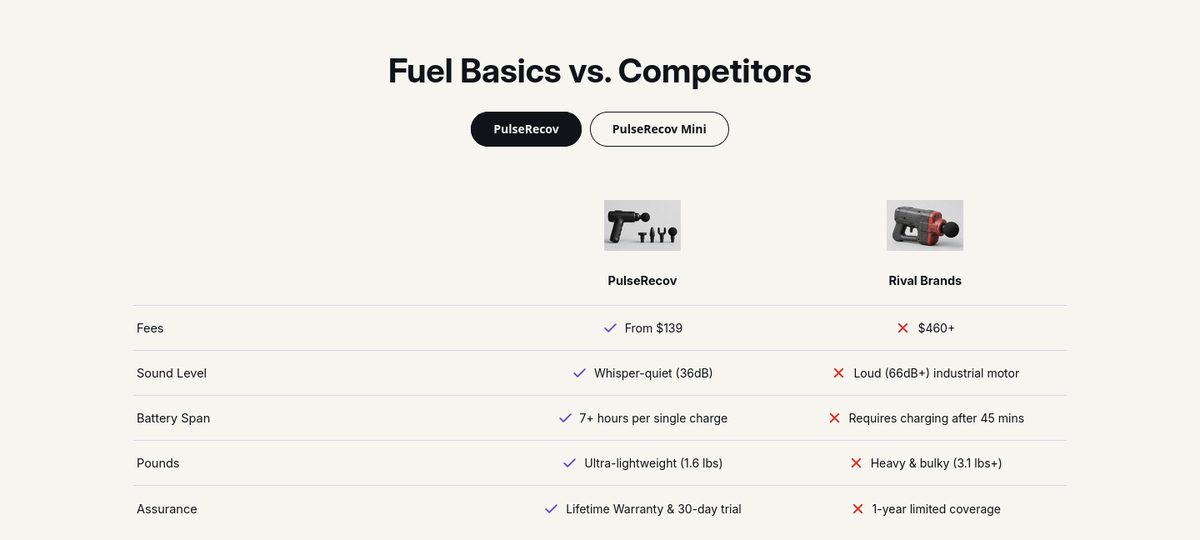 Fuel Basics vs. Competitors
PulseRecov PulseRecov Mini
PulseRecov Rival Brands
Fees From $139 $460+
Sound Level Whisper-quiet (36dB) Loud (66dB+) industrial motor
Battery Span 7+ hours per single charge Requires charging after 45 mins
Pounds Ultra-lightweight (1.6 lbs) Heavy & bulky (3.1 lbs+)
Assurance Lifetime Warranty & 30-day trial 1-year limited coverage